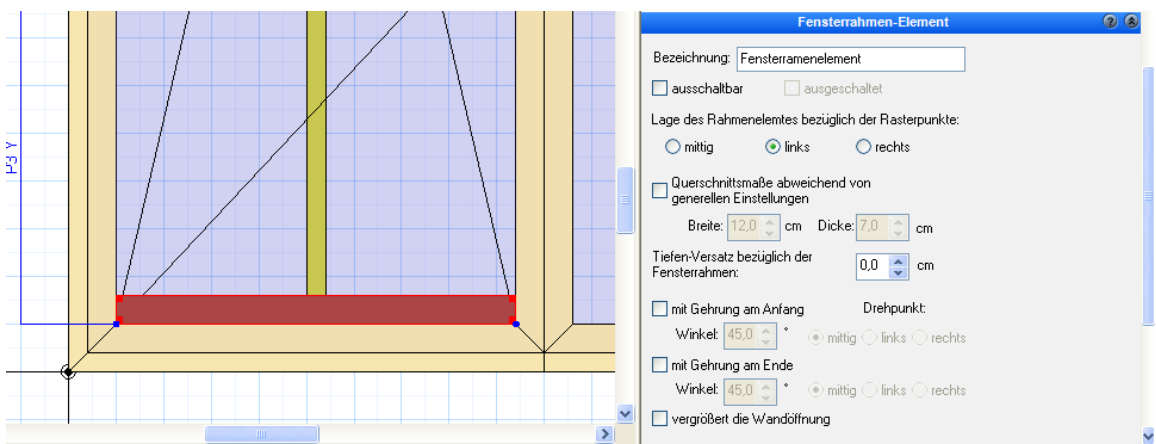 Fensterrahmen-Element
P3 Y
Bezeichnung: Fensterramenelement
ausschaltbar ausgeschaltet
Lage des Rahmenelemtes bezüglich der Rasterpunkte:
mittig links rechts
Querschnittsmaße abweichend von
generellen Einstellungen
Breite: 12,0 cm Dicke: 7,0 cm
Tiefen-Versatz bezüglich der
Fensterrahmen: 0,0 cm
mit Gehrung am Anfang Drehpunkt:
Winkel: 45,0 ° mittig links rechts
mit Gehrung am Ende
Winkel: 45,0 ° mittig links rechts
vergrößert die Wandöffnung